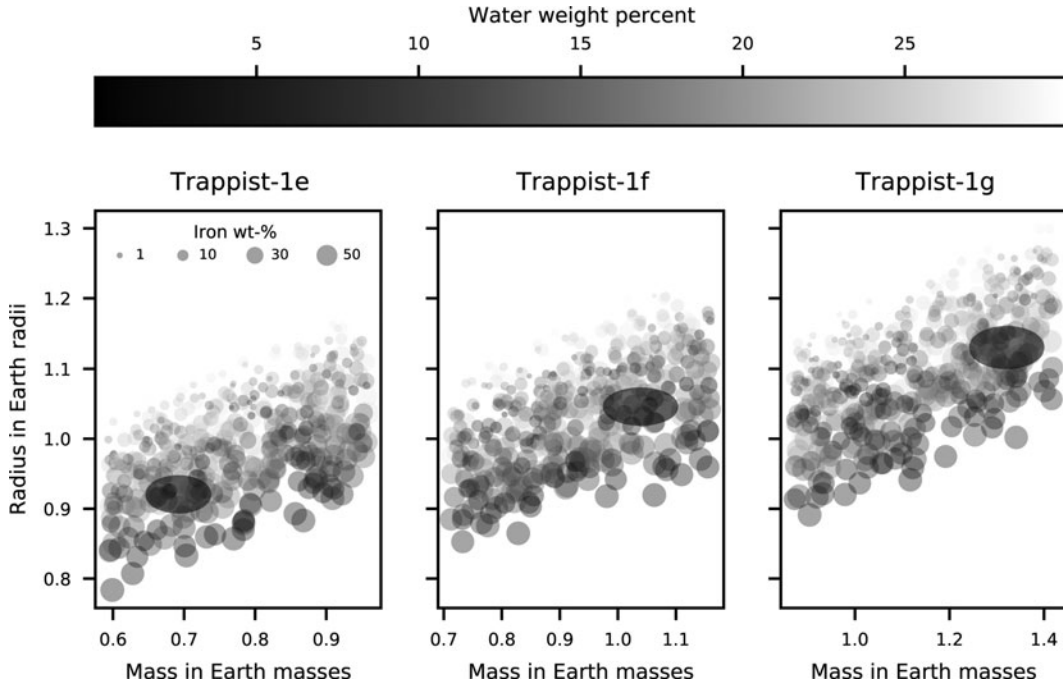 Water weight percent
5 10 15 20 25
Trappist-1e Trappist-1f Trappist-1g
Iron wt-%
1 10 30 50
Radius in Earth radii
1.3
1.2
1.1
1.0
0.9
0.8
0.6 0.7 0.8 0.9 0.7 0.8 0.9 1.0 1.1 1.0 1.2 1.4
Mass in Earth masses Mass in Earth masses Mass in Earth masses